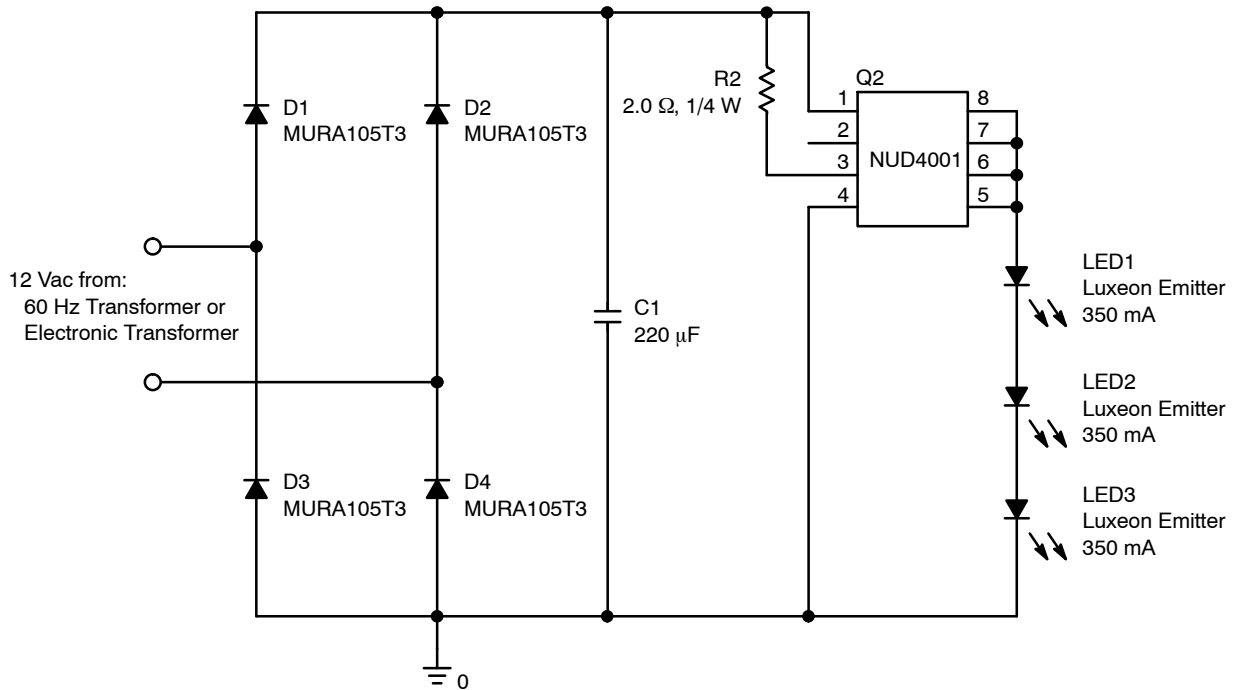 D1
MURA105T3
D2
MURA105T3
R2
2.0 Ω, 1/4 W
Q2
1
2
3
4
NUD4001
8
7
6
5
12 Vac from:
60 Hz Transformer or
Electronic Transformer
C1
220 μF
LED1
Luxeon Emitter
350 mA
LED2
Luxeon Emitter
350 mA
D3
MURA105T3
D4
MURA105T3
LED3
Luxeon Emitter
350 mA
0